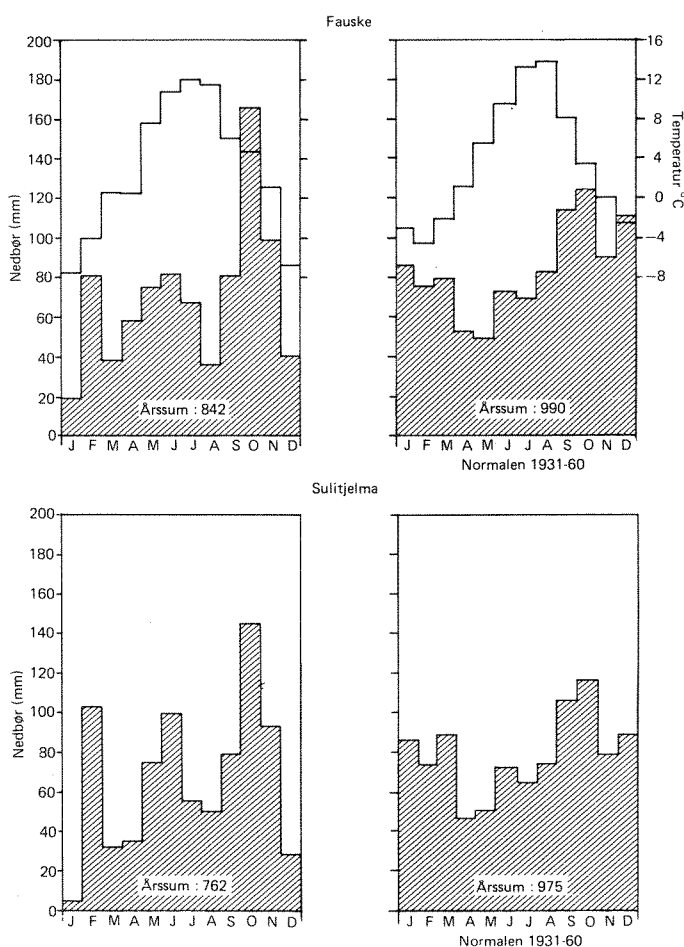 Fauske
200
180
160
140
120
100
80
60
40
20
0
Nedbør (mm)
Årssum : 842
J F M A M J J A S O N D
16
12
8
4
0
-4
-8
Temperatur °C
Årssum : 990
J F M A M J J A S O N D
Normalen 1931-60
Sulitjelma
200
180
160
140
120
100
80
60
40
20
0
Nedbør (mm)
Årssum : 762
J F M A M J J A S O N D
Årssum : 975
J F M A M J J A S O N D
Normalen 1931-60